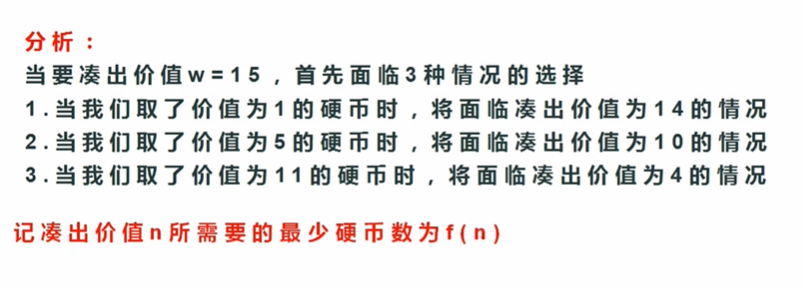 分析：
当要凑出价值w=15，首先面临3种情况的选择
1.当我们取了价值为1的硬币时，将面临凑出价值为14的情况
2.当我们取了价值为5的硬币时，将面临凑出价值为10的情况
3.当我们取了价值为11的硬币时，将面临凑出价值为4的情况
记凑出价值n所需要的最少硬币数为f(n)